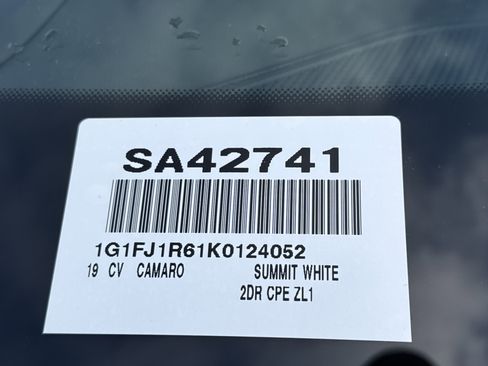 SA42741
1G1FJ1R61K0124052
19 CV CAMARO SUMMIT WHITE
2DR CPE ZL1